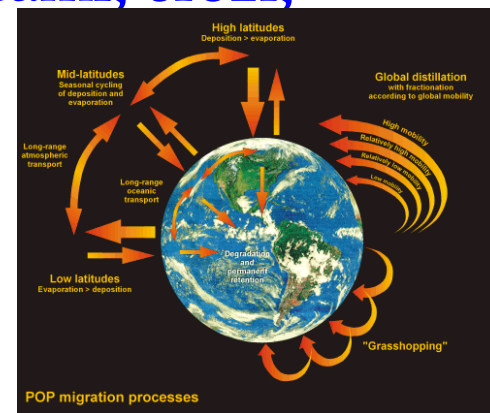 High latitudes
Deposition > evaporation
Mid-latitudes
Seasonal cycling
of deposition and
evaporation
Global distillation
with fractionation
according to global mobility
High mobility
Relatively high mobility
Relatively low mobility
Low mobility
Long-range
atmospheric
transport
Long-range
oceanic
transport
Degradation
and
permanent
retention
Low latitudes
Evaporation > deposition
"Grasshopping"
POP migration processes